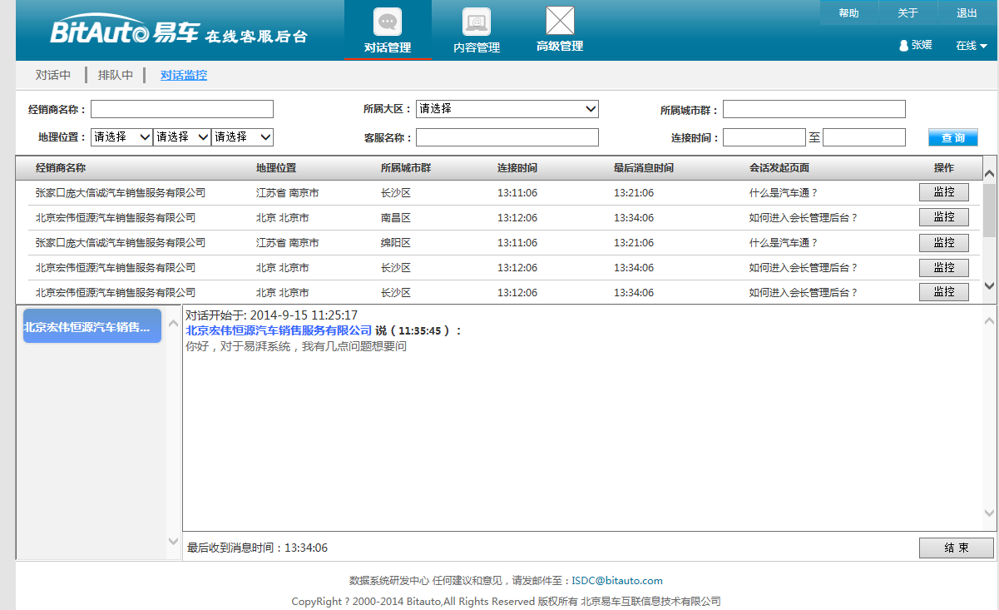 BitAuto 易车 在线客服后台
对话管理 内容管理 高级管理
帮助 关于 退出
张媛 在线
对话中 排队中 对话监控
经销商名称： 所属大区： 请选择 所属城市群：
地理位置： 请选择 请选择 请选择 客服名称： 连接时间： 至 查 询
经销商名称 地理位置 所属城市群 连接时间 最后消息时间 会话发起页面 操作
张家口庞大信诚汽车销售服务有限公司 江苏省 南京市 长沙区 13:11:06 13:21:06 什么是汽车通？ 监控
北京宏伟恒源汽车销售服务有限公司 北京 北京市 南昌区 13:12:06 13:34:06 如何进入会长管理后台？ 监控
张家口庞大信诚汽车销售服务有限公司 江苏省 南京市 绵阳区 13:11:06 13:21:06 什么是汽车通？ 监控
北京宏伟恒源汽车销售服务有限公司 北京 北京市 长沙区 13:12:06 13:34:06 如何进入会长管理后台？ 监控
北京宏伟恒源汽车销售服务有限公司 北京 北京市 长沙区 13:12:06 13:34:06 如何进入会长管理后台？ 监控
北京宏伟恒源汽车销售...
对话开始于: 2014-9-15 11:25:17
北京宏伟恒源汽车销售服务有限公司 说（11:35:45）：
你好，对于易湃系统，我有几点问题想要问
最后收到消息时间：13:34:06 结 束
数据系统研发中心 任何建议和意见，请发邮件至：ISDC@bitauto.com
CopyRight ? 2000-2014 Bitauto,All Rights Reserved 版权所有 北京易车互联信息技术有限公司